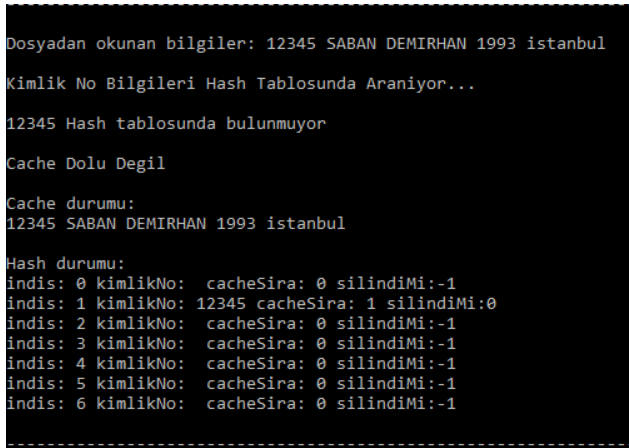 Dosyadan okunan bilgiler: 12345 SABAN DEMIRHAN 1993 istanbul
Kimlik No Bilgileri Hash Tablosunda Araniyor...
12345 Hash tablosunda bulunmuyor
Cache Dolu Degil
Cache durumu:
12345 SABAN DEMIRHAN 1993 istanbul
Hash durumu:
indis: 0 kimlikNo:  cacheSira: 0 silindiMi:-1
indis: 1 kimlikNo: 12345 cacheSira: 1 silindiMi:0
indis: 2 kimlikNo:  cacheSira: 0 silindiMi:-1
indis: 3 kimlikNo:  cacheSira: 0 silindiMi:-1
indis: 4 kimlikNo:  cacheSira: 0 silindiMi:-1
indis: 5 kimlikNo:  cacheSira: 0 silindiMi:-1
indis: 6 kimlikNo:  cacheSira: 0 silindiMi:-1